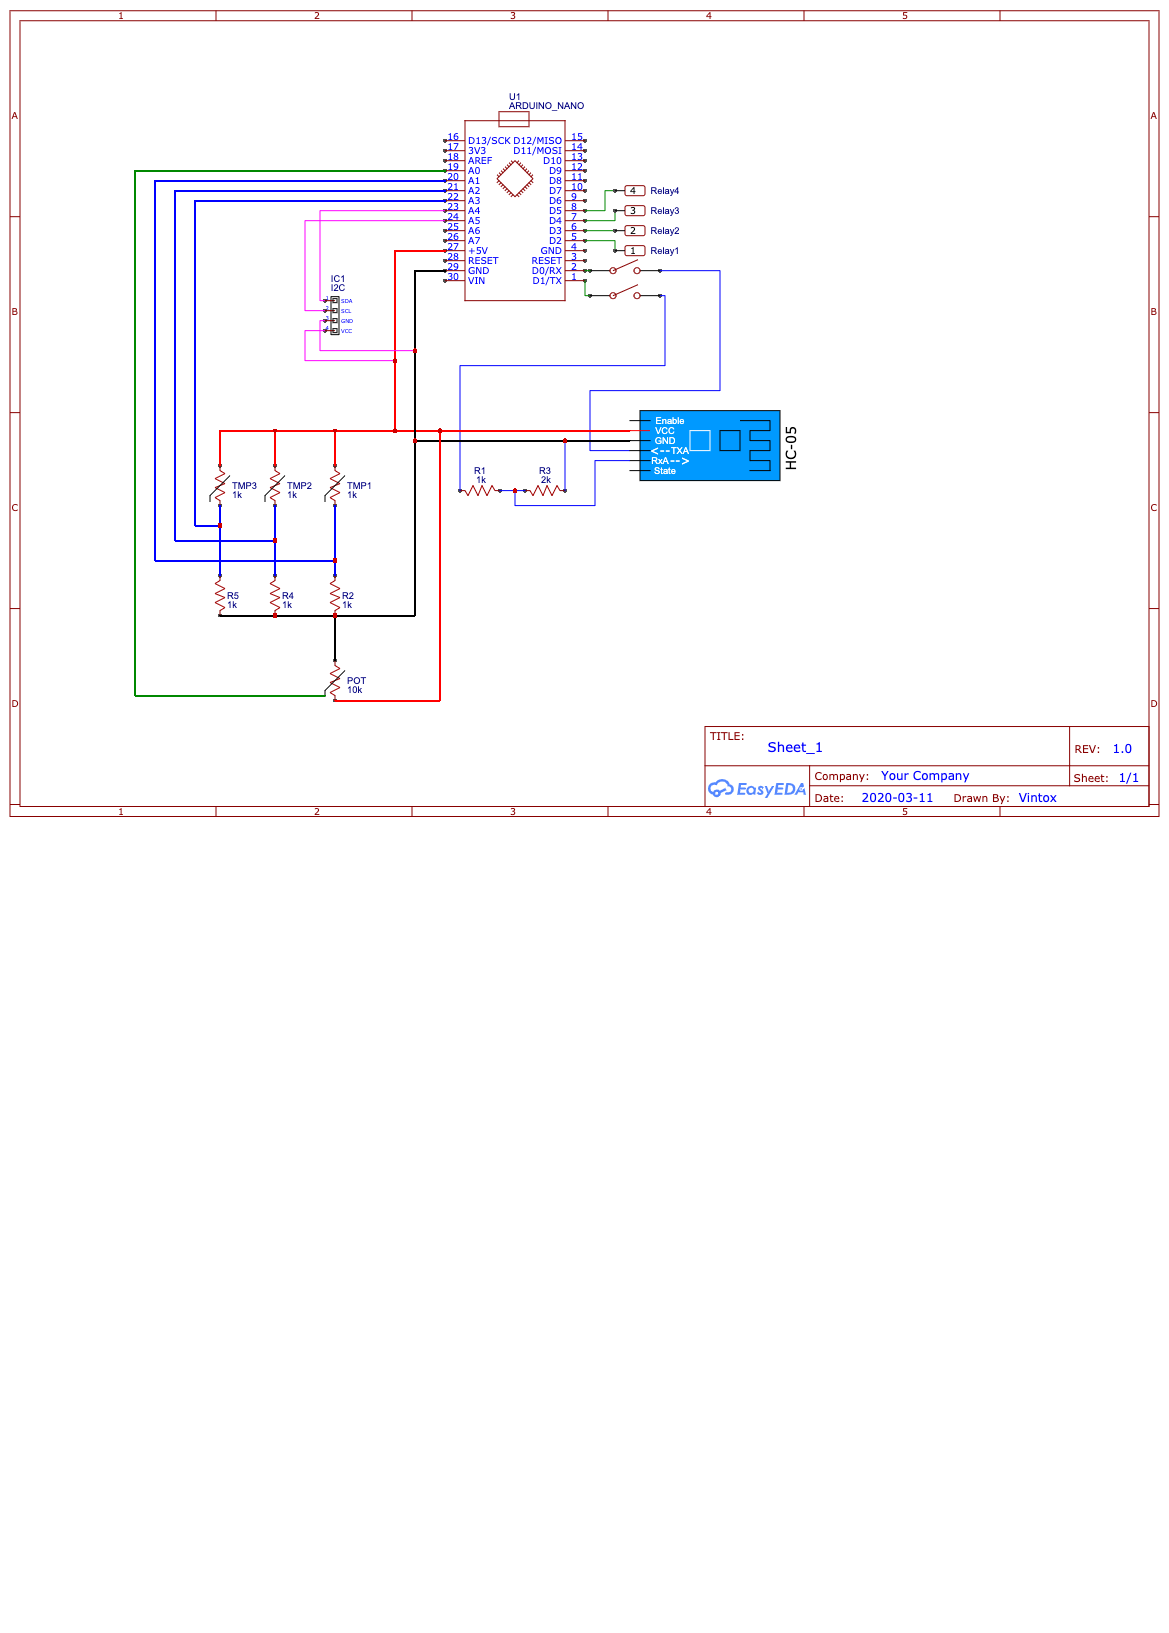 1 2 3 4 5
A A
B B
C C
D D
U1
ARDUINO_NANO
16 D13/SCK D12/MISO 15
17 3V3 D11/MOSI 14
18 AREF D10 13
19 A0 D9 12
20 A1 D8 11
21 A2 D7 10
22 A3 D6 9
23 A4 D5 8
24 A5 D4 7
25 A6 D3 6
26 A7 D2 5
27 +5V GND 4
28 RESET RESET 3
29 GND D0/RX 2
30 VIN D1/TX 1
4 Relay4
3 Relay3
2 Relay2
1 Relay1
IC1
I2C
1 SDA
2 SCL
3 GND
4 VCC
Enable
VCC
GND
<--TXA
RxA-->
State
HC-05
R1
1k
R3
2k
TMP3
1k
TMP2
1k
TMP1
1k
R5
1k
R4
1k
R2
1k
POT
10k
TITLE:
Sheet_1
REV: 1.0
EasyEDA
Company: Your Company
Sheet: 1/1
Date: 2020-03-11 Drawn By: Vintox
1 2 3 4 5